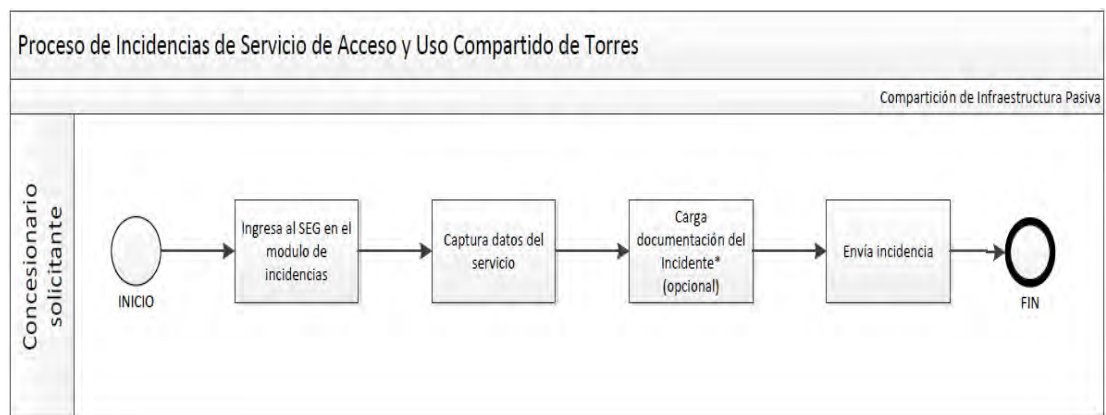 Proceso de Incidencias de Servicio de Acceso y Uso Compartido de Torres
Compartición de Infraestructura Pasiva
Concesionario
solicitante
INICIO
Ingresa al SEG en el
modulo de
incidencias
Captura datos del
servicio
Carga
documentación del
Incidente*
(opcional)
Envía incidencia
FIN